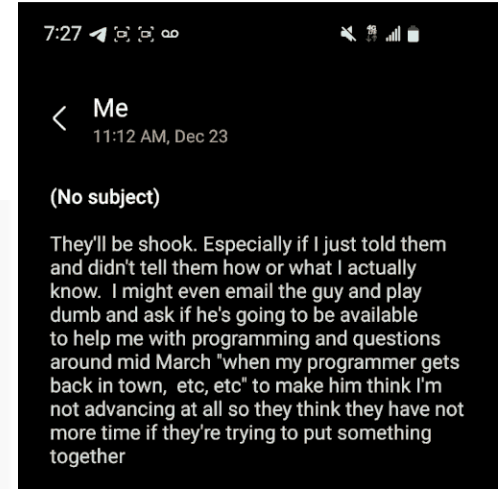 7:27
Me
11:12 AM, Dec 23
(No subject)
They'll be shook. Especially if I just told them
and didn't tell them how or what I actually
know.  I might even email the guy and play
dumb and ask if he's going to be available
to help me with programming and questions
around mid March "when my programmer gets
back in town,  etc, etc" to make him think I'm
not advancing at all so they think they have not
more time if they're trying to put something
together